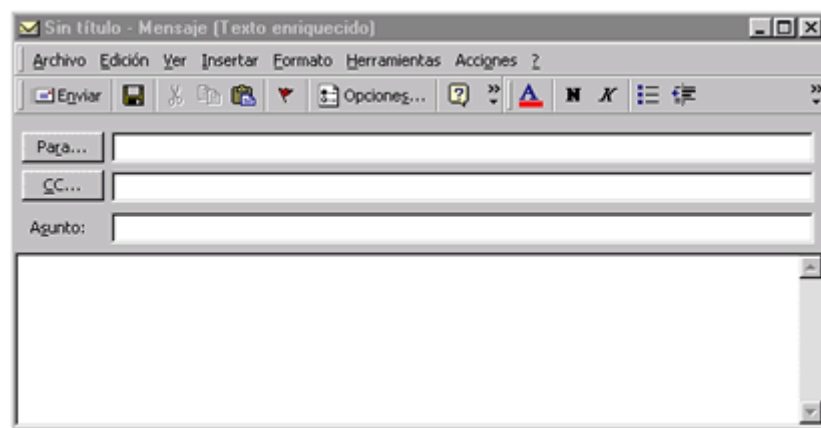 Sin título - Mensaje (Texto enriquecido)
Archivo Edición Ver Insertar Formato Herramientas Acciones ?
Enviar Opciones... ? » A N K »
Para...
CC...
Asunto: